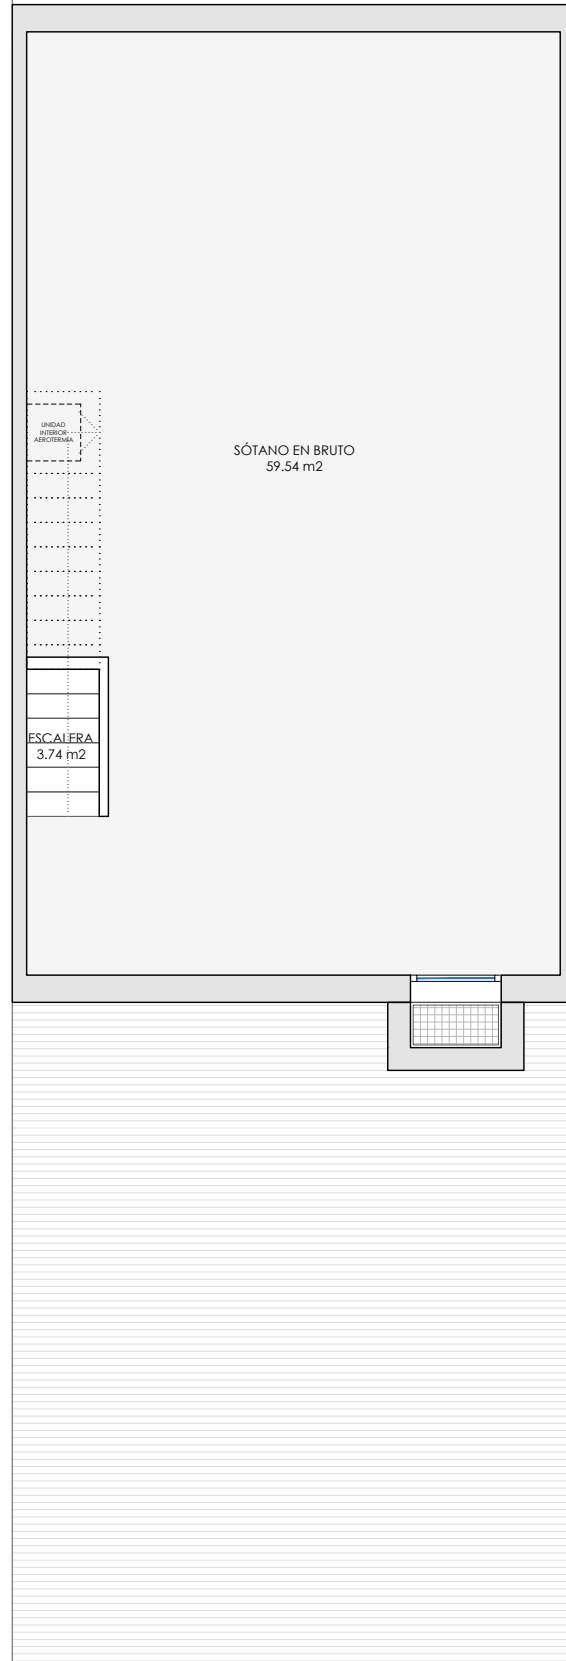 UNIDAD
INTERIOR
AEROTERMIA
SÓTANO EN BRUTO
59.54 m2
ESCALERA
3.74 m2